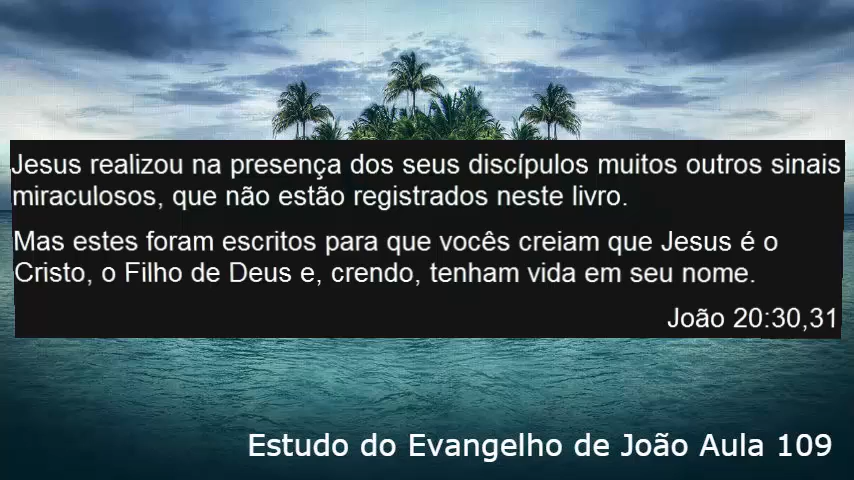 Jesus realizou na presença dos seus discípulos muitos outros sinais
miraculosos, que não estão registrados neste livro.
Mas estes foram escritos para que vocês creiam que Jesus é o
Cristo, o Filho de Deus e, crendo, tenham vida em seu nome.
João 20:30,31
Estudo do Evangelho de João Aula 109